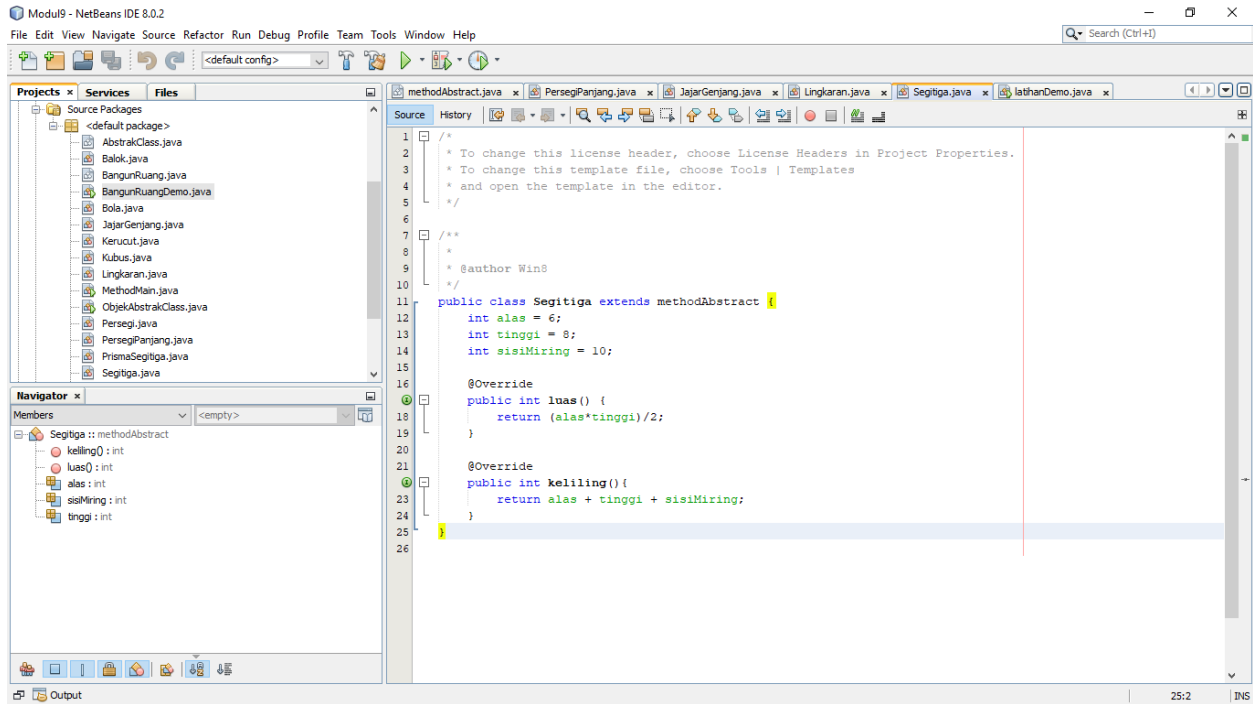 Modul9 - NetBeans IDE 8.0.2
File Edit View Navigate Source Refactor Run Debug Profile Team Tools Window Help
Search (Ctrl+I)
<default config>
Projects × Services Files
Source Packages
<default package>
AbstrakClass.java
Balok.java
BangunRuang.java
BangunRuangDemo.java
Bola.java
JajarGenjang.java
Kerucut.java
Kubus.java
Lingkaran.java
MethodMain.java
ObjekAbstrakClass.java
Persegi.java
PersegiPanjang.java
PrismaSegitiga.java
Segitiga.java
Navigator ×
Members <empty>
Segitiga :: methodAbstract
keliling() : int
luas() : int
alas : int
sisiMiring : int
tinggi : int
methodAbstract.java × PersegiPanjang.java × JajarGenjang.java × Lingkaran.java × Segitiga.java × latihanDemo.java ×
Source History
1 /*
2 * To change this license header, choose License Headers in Project Properties.
3 * To change this template file, choose Tools | Templates
4 * and open the template in the editor.
5 */
6
7 /**
8 *
9 * @author Win8
10 */
11 public class Segitiga extends methodAbstract {
12 int alas = 6;
13 int tinggi = 8;
14 int sisiMiring = 10;
15
16 @Override
public int luas() {
18 return (alas*tinggi)/2;
19 }
20
21 @Override
public int keliling(){
23 return alas + tinggi + sisiMiring;
24 }
25 }
26
Output
25:2 INS